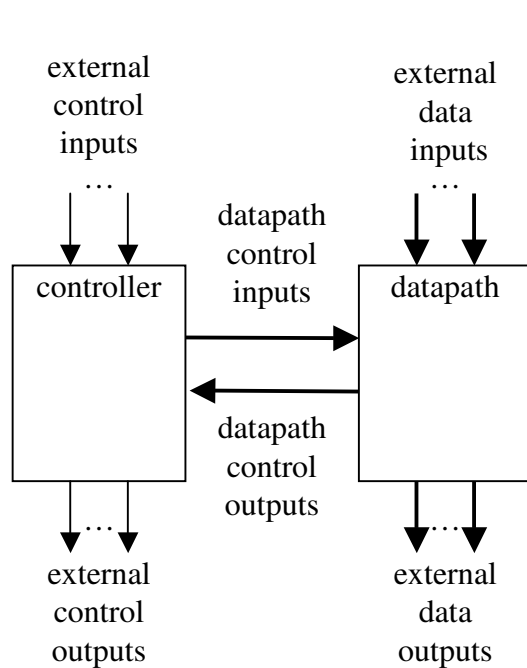 external
control
inputs
...
external
data
inputs
...
datapath
control
inputs
controller
datapath
datapath
control
outputs
...
external
control
outputs
...
external
data
outputs